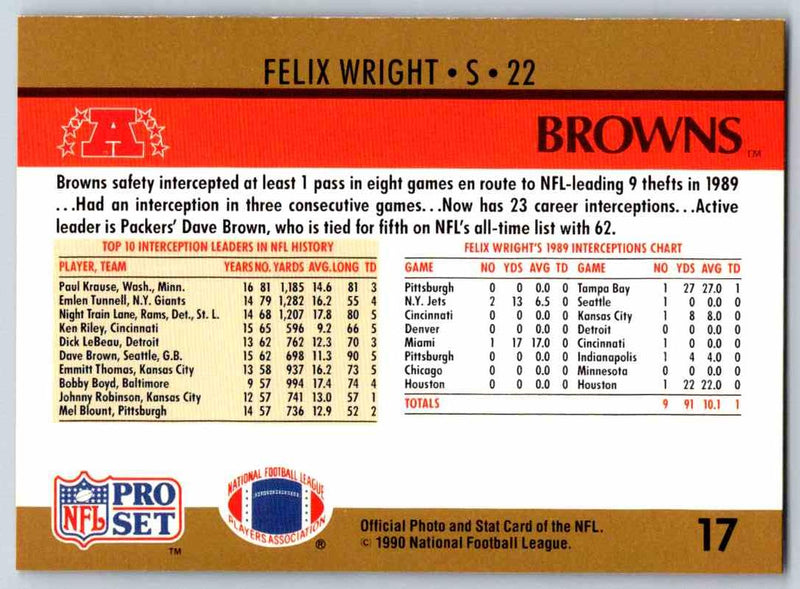 FELIX WRIGHT • S • 22
A
BROWNS™
Browns safety intercepted at least 1 pass in eight games en route to NFL-leading 9 thefts in 1989
...Had an interception in three consecutive games...Now has 23 career interceptions...Active
leader is Packers' Dave Brown, who is tied for fifth on NFL's all-time list with 62.
TOP 10 INTERCEPTION LEADERS IN NFL HISTORY
PLAYER, TEAM YEARS NO. YARDS AVG. LONG TD
Paul Krause, Wash., Minn. 16 81 1,185 14.6 81 3
Emlen Tunnell, N.Y. Giants 14 79 1,282 16.2 55 4
Night Train Lane, Rams, Det., St. L. 14 68 1,207 17.8 80 5
Ken Riley, Cincinnati 15 65 596 9.2 66 5
Dick LeBeau, Detroit 13 62 762 12.3 70 3
Dave Brown, Seattle, G.B. 15 62 698 11.3 90 5
Emmitt Thomas, Kansas City 13 58 937 16.2 73 5
Bobby Boyd, Baltimore 9 57 994 17.4 74 4
Johnny Robinson, Kansas City 12 57 741 13.0 57 1
Mel Blount, Pittsburgh 14 57 736 12.9 52 2
FELIX WRIGHT'S 1989 INTERCEPTIONS CHART
GAME NO YDS AVG TD GAME NO YDS AVG TD
Pittsburgh 0 0 0.0 0 Tampa Bay 1 27 27.0 1
N.Y. Jets 2 13 6.5 0 Seattle 1 0 0.0 0
Cincinnati 0 0 0.0 0 Kansas City 1 8 8.0 0
Denver 0 0 0.0 0 Detroit 0 0 0.0 0
Miami 1 17 17.0 0 Cincinnati 1 0 0.0 0
Pittsburgh 0 0 0.0 0 Indianapolis 1 4 4.0 0
Chicago 0 0 0.0 0 Minnesota 0 0 0.0 0
Houston 0 0 0.0 0 Houston 1 22 22.0 0
TOTALS 9 91 10.1 1
NFL
PRO
SET
™
NATIONAL FOOTBALL LEAGUE
PLAYERS ASSOCIATION
®
Official Photo and Stat Card of the NFL.
© 1990 National Football League.
17